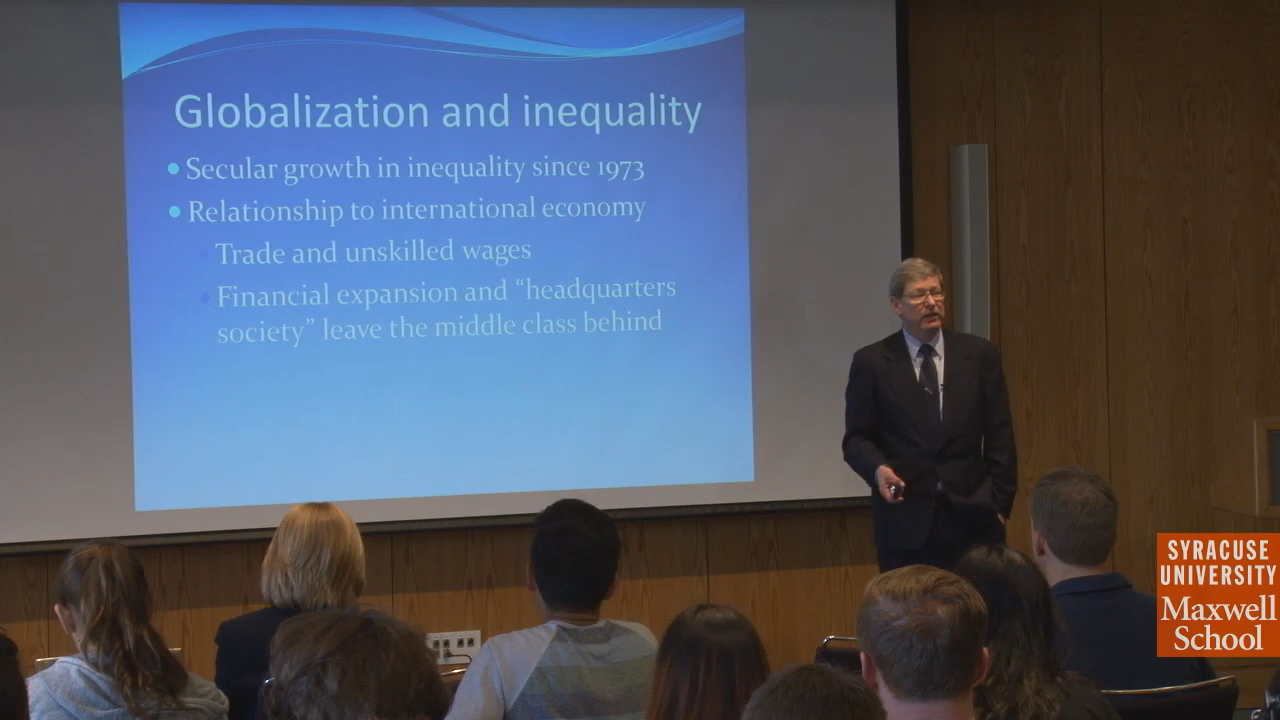 Globalization and inequality
• Secular growth in inequality since 1973
• Relationship to international economy
• Trade and unskilled wages
• Financial expansion and “headquarters
society” leave the middle class behind
SYRACUSE
UNIVERSITY
Maxwell
School